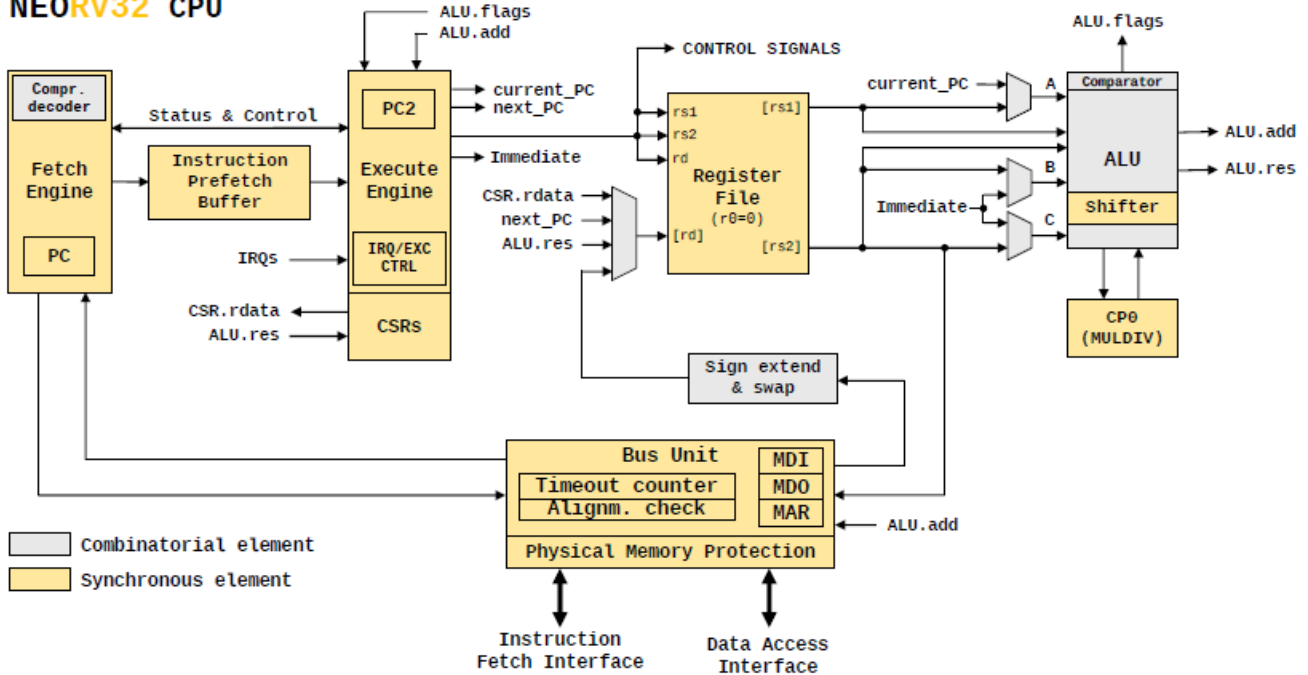 NEORV32 CPU
ALU.flags
ALU.add
CONTROL SIGNALS
ALU.flags
Compr.
decoder
Fetch
Engine
PC
Status & Control
Instruction
Prefetch
Buffer
PC2
Execute
Engine
IRQ/EXC
CTRL
CSRs
IRQs
CSR.rdata
ALU.res
current_PC
next_PC
Immediate
CSR.rdata
next_PC
ALU.res
rs1
rs2
rd
[rd]
[rs1]
[rs2]
Register
File
(r0=0)
current_PC
Immediate
A
B
C
Comparator
ALU
Shifter
ALU.add
ALU.res
CP0
(MULDIV)
Sign extend
& swap
Bus Unit
Timeout counter
Alignm. check
MDI
MDO
MAR
Physical Memory Protection
ALU.add
Combinatorial element
Synchronous element
Instruction
Fetch Interface
Data Access
Interface